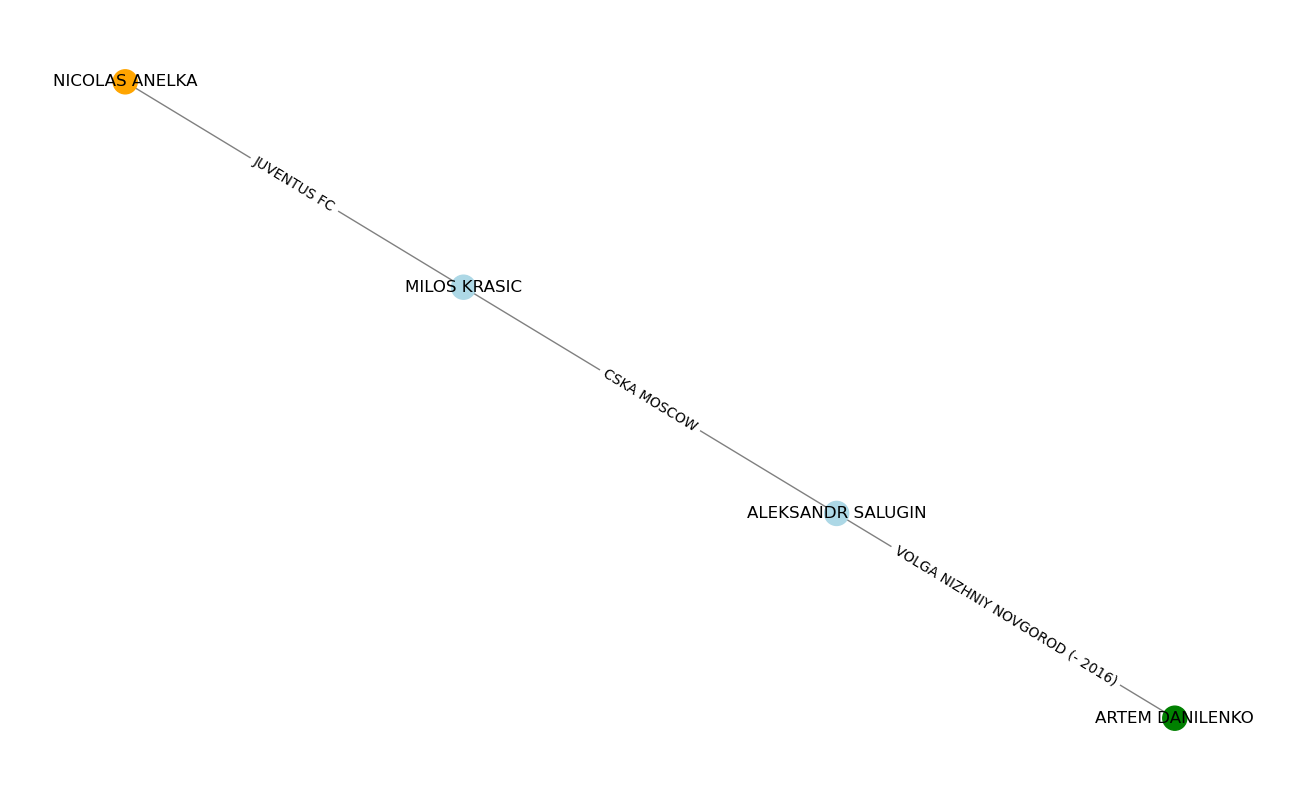 NICOLAS ANELKA
JUVENTUS FC
MILOS KRASIC
CSKA MOSCOW
ALEKSANDR SALUGIN
VOLGA NIZHNIY NOVGOROD (- 2016)
ARTEM DANILENKO